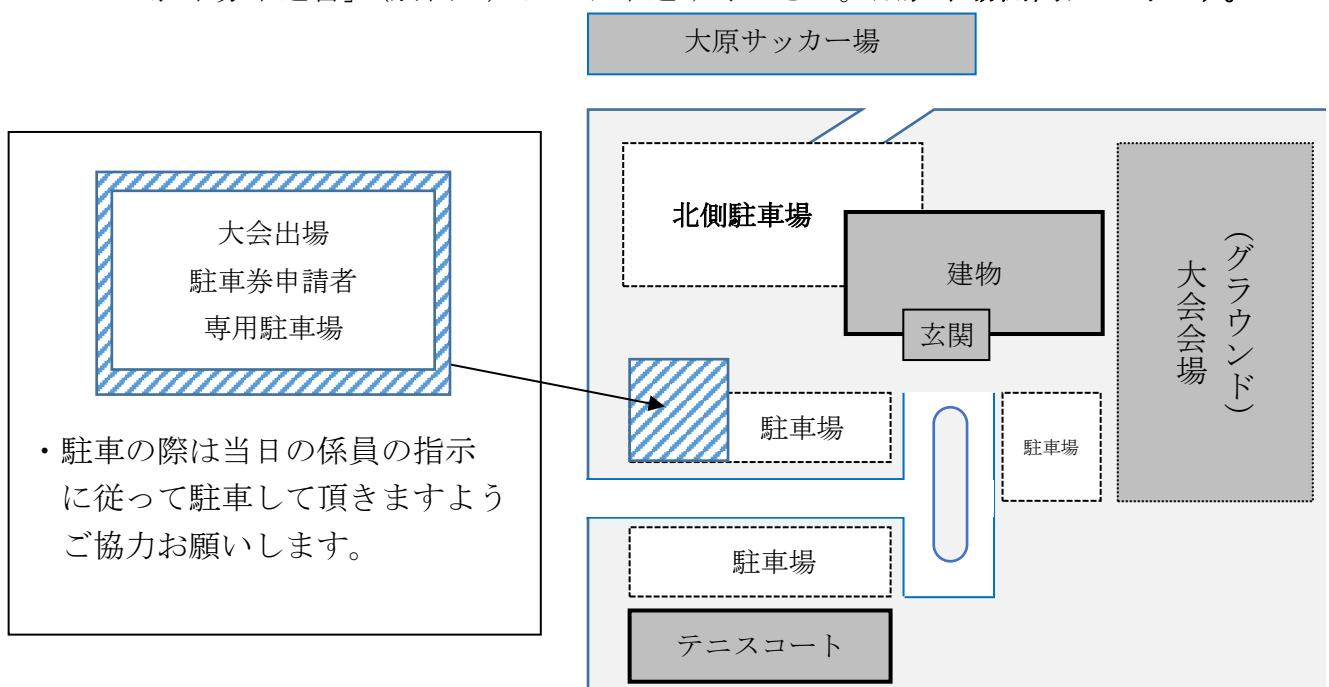 大原サッカー場
大会出場
駐車券申請者
専用駐車場
・駐車の際は当日の係員の指示
に従って駐車して頂きますよう
ご協力お願いします。
北側駐車場
建物
玄関
駐車場
駐車場
駐車場
テニスコート
(グラウンド)
大会会場